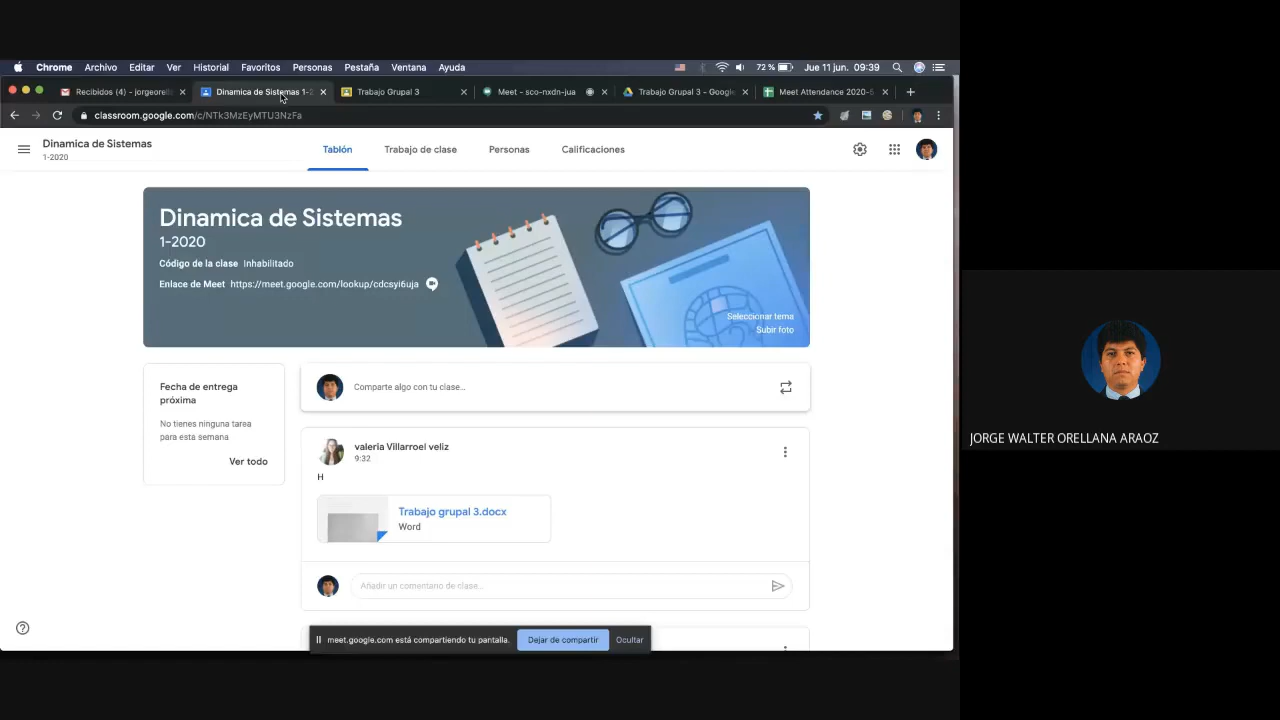 Chrome Archivo Editar Ver Historial Favoritos Personas Pestaña Ventana Ayuda 72 % Jue 11 jun. 09:39
Recibidos (4) - jorgeorell Dinamica de Sistemas 1-2 Trabajo Grupal 3 Meet - sco-nxdn-jua Trabajo Grupal 3 - Google Meet Attendance 2020-5
classroom.google.com/c/NTk3MzEyMTU3NzFa
Dinamica de Sistemas
1-2020
Tablón Trabajo de clase Personas Calificaciones
Dinamica de Sistemas
1-2020
Código de la clase Inhabilitado
Enlace de Meet https://meet.google.com/lookup/cdcsyi6uja
Seleccionar tema
Subir foto
Fecha de entrega
próxima
No tienes ninguna tarea
para esta semana
Ver todo
Comparte algo con tu clase...
valeria Villarroel veliz
9:32
H
Trabajo grupal 3.docx
Word
Añadir un comentario de clase...
meet.google.com está compartiendo tu pantalla. Dejar de compartir Ocultar
JORGE WALTER ORELLANA ARAOZ